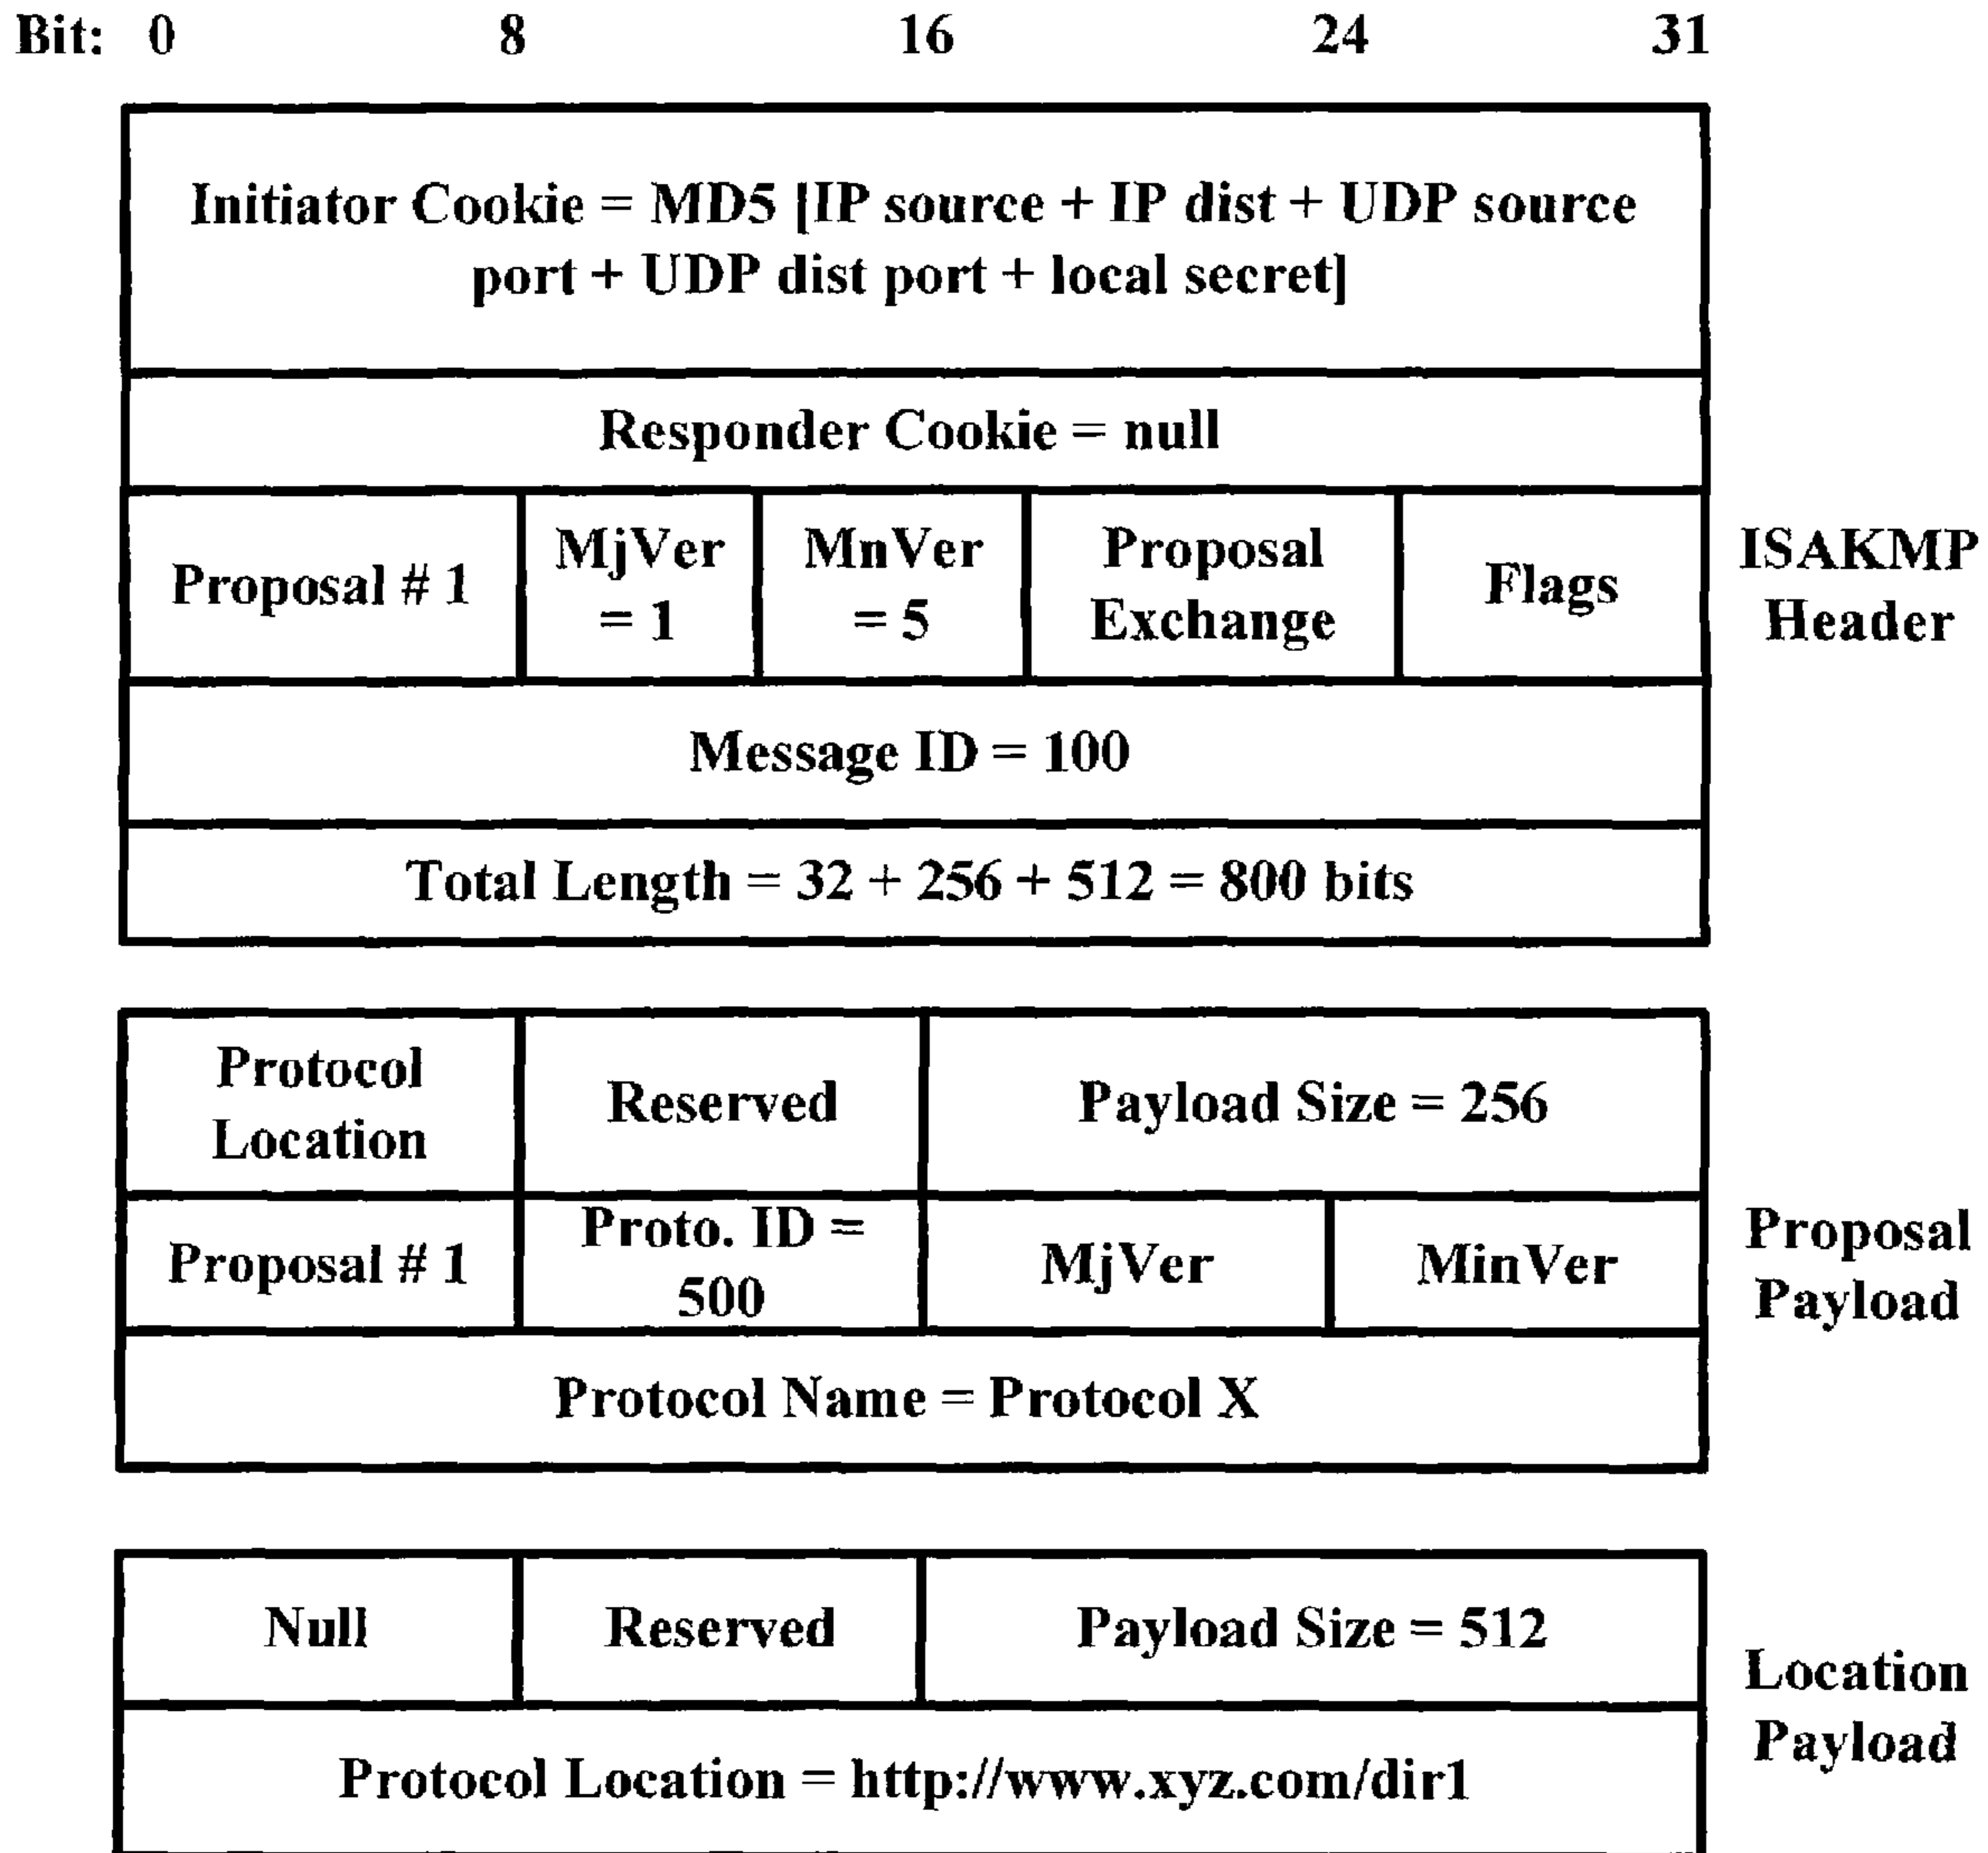 Bit: 0 8 16 24 31
Initiator Cookie = MD5 [IP source + IP dist + UDP source
port + UDP dist port + local secret]
Responder Cookie = null
Proposal # 1
MjVer
= 1
MnVer
= 5
Proposal
Exchange
Flags
ISAKMP
Header
Message ID = 100
Total Length = 32 + 256 + 512 = 800 bits
Protocol
Location
Reserved
Payload Size = 256
Proposal # 1
Proto. ID =
500
MjVer
MinVer
Proposal
Payload
Protocol Name = Protocol X
Null
Reserved
Payload Size = 512
Location
Payload
Protocol Location = http://www.xyz.com/dir1